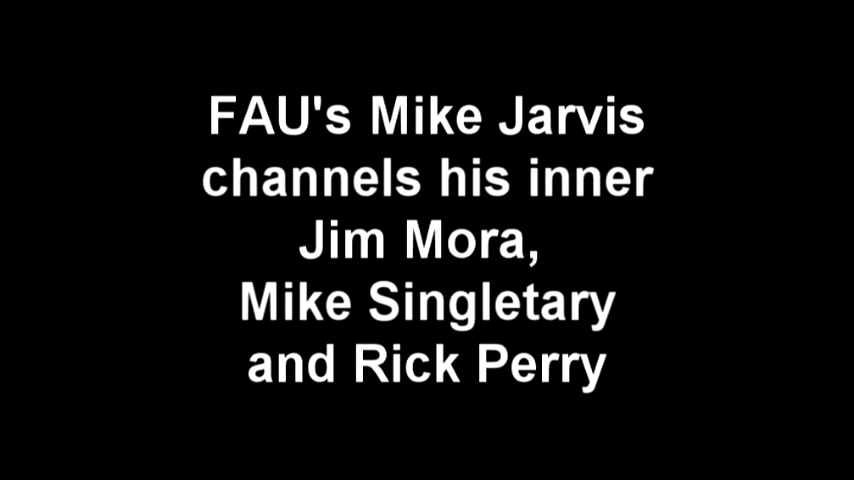 FAU's Mike Jarvis
channels his inner
Jim Mora,
Mike Singletary
and Rick Perry